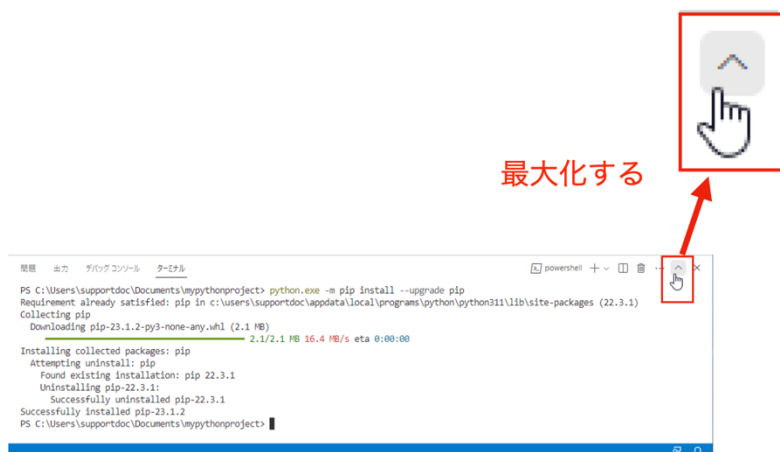 最大化する
問題 出力 デバッグ コンソール ターミナル powershell
PS C:\Users\supportdoc\Documents\mypythonproject> python.exe -m pip install --upgrade pip
Requirement already satisfied: pip in c:\users\supportdoc\appdata\local\programs\python\python311\lib\site-packages (22.3.1)
Collecting pip
Downloading pip-23.1.2-py3-none-any.whl (2.1 MB)
2.1/2.1 MB 16.4 MB/s eta 0:00:00
Installing collected packages: pip
Attempting uninstall: pip
Found existing installation: pip 22.3.1
Uninstalling pip-22.3.1:
Successfully uninstalled pip-22.3.1
Successfully installed pip-23.1.2
PS C:\Users\supportdoc\Documents\mypythonproject>